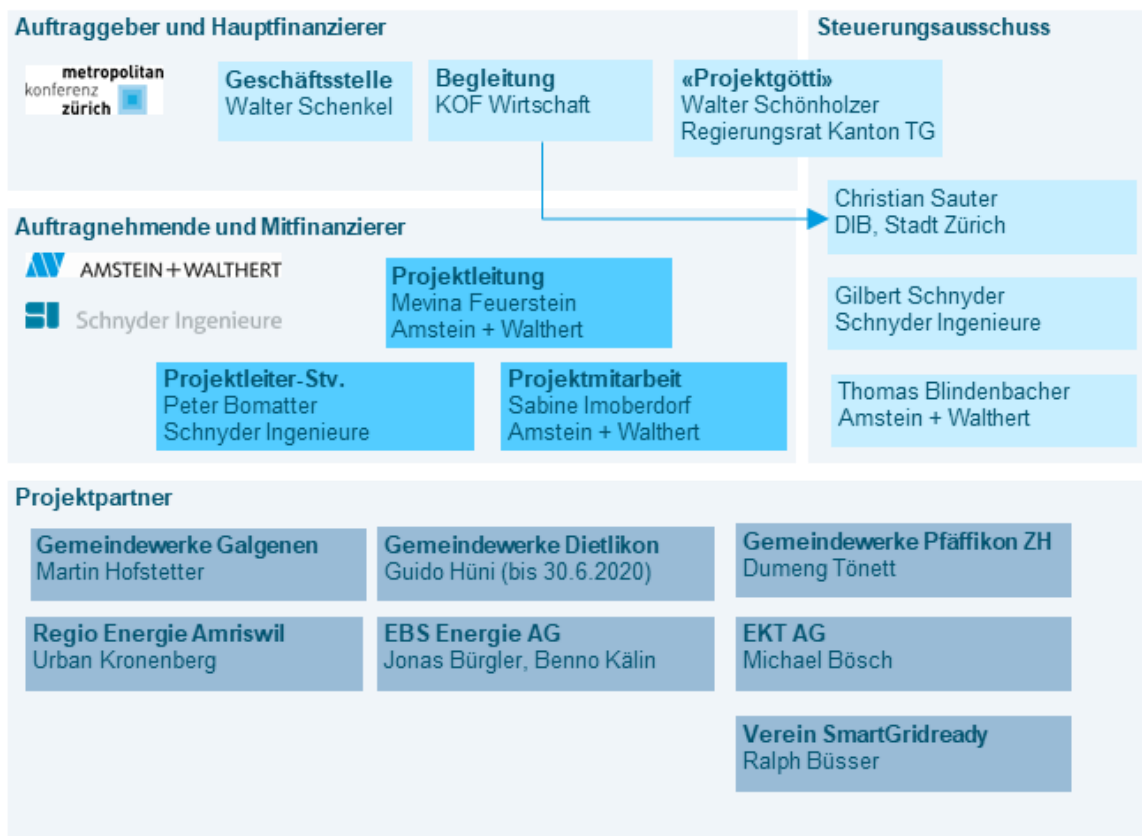 Auftraggeber und Hauptfinanzierer
metropolitan
konferenz
zürich
Geschäftsstelle
Walter Schenkel
Begleitung
KOF Wirtschaft
«Projektgötti»
Walter Schönholzer
Regierungsrat Kanton TG
Steuerungsausschuss
Christian Sauter
DIB, Stadt Zürich
Gilbert Schnyder
Schnyder Ingenieure
Thomas Blindenbacher
Amstein + Walthert
Auftragnehmende und Mitfinanzierer
AMSTEIN + WALTHERT
Schnyder Ingenieure
Projektleitung
Mevina Feuerstein
Amstein + Walthert
Projektleiter-Stv.
Peter Bomatter
Schnyder Ingenieure
Projektmitarbeit
Sabine Imoberdorf
Amstein + Walthert
Projektpartner
Gemeindewerke Galgenen
Martin Hofstetter
Gemeindewerke Dietlikon
Guido Hüni (bis 30.6.2020)
Gemeindewerke Pfäffikon ZH
Dumeng Tönett
Regio Energie Amriswil
Urban Kronenberg
EBS Energie AG
Jonas Bürgler, Benno Kälin
EKT AG
Michael Bösch
Verein SmartGridready
Ralph Büsser